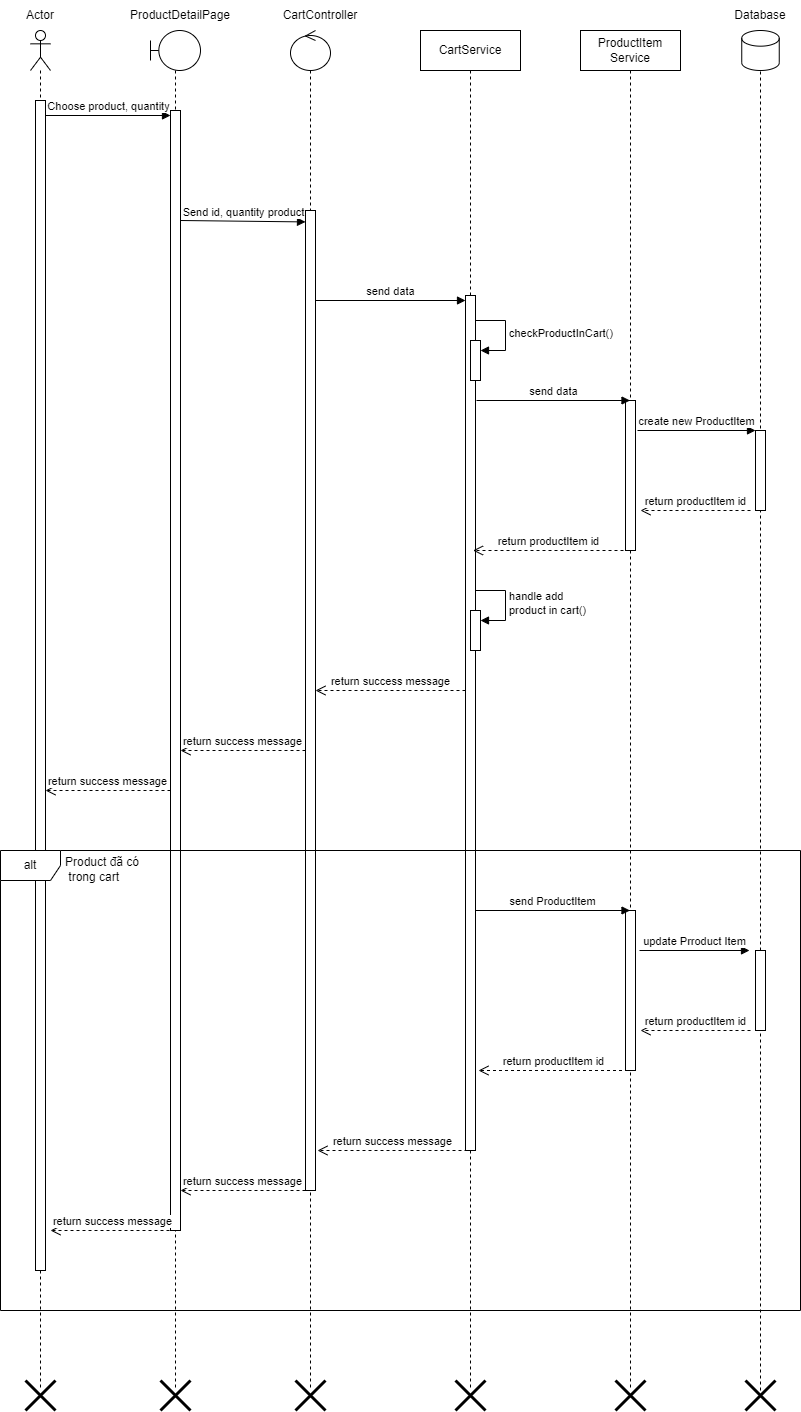 Actor
ProductDetailPage
CartController
CartService
ProductItem
Service
Database
Choose product, quantity
Send id, quantity product
send data
checkProductInCart()
send data
create new ProductItem
return productItem id
return productItem id
handle add
product in cart()
return success message
return success message
return success message
alt
Product đã có
trong cart
send ProductItem
update Prroduct Item
return productItem id
return productItem id
return success message
return success message
return success message